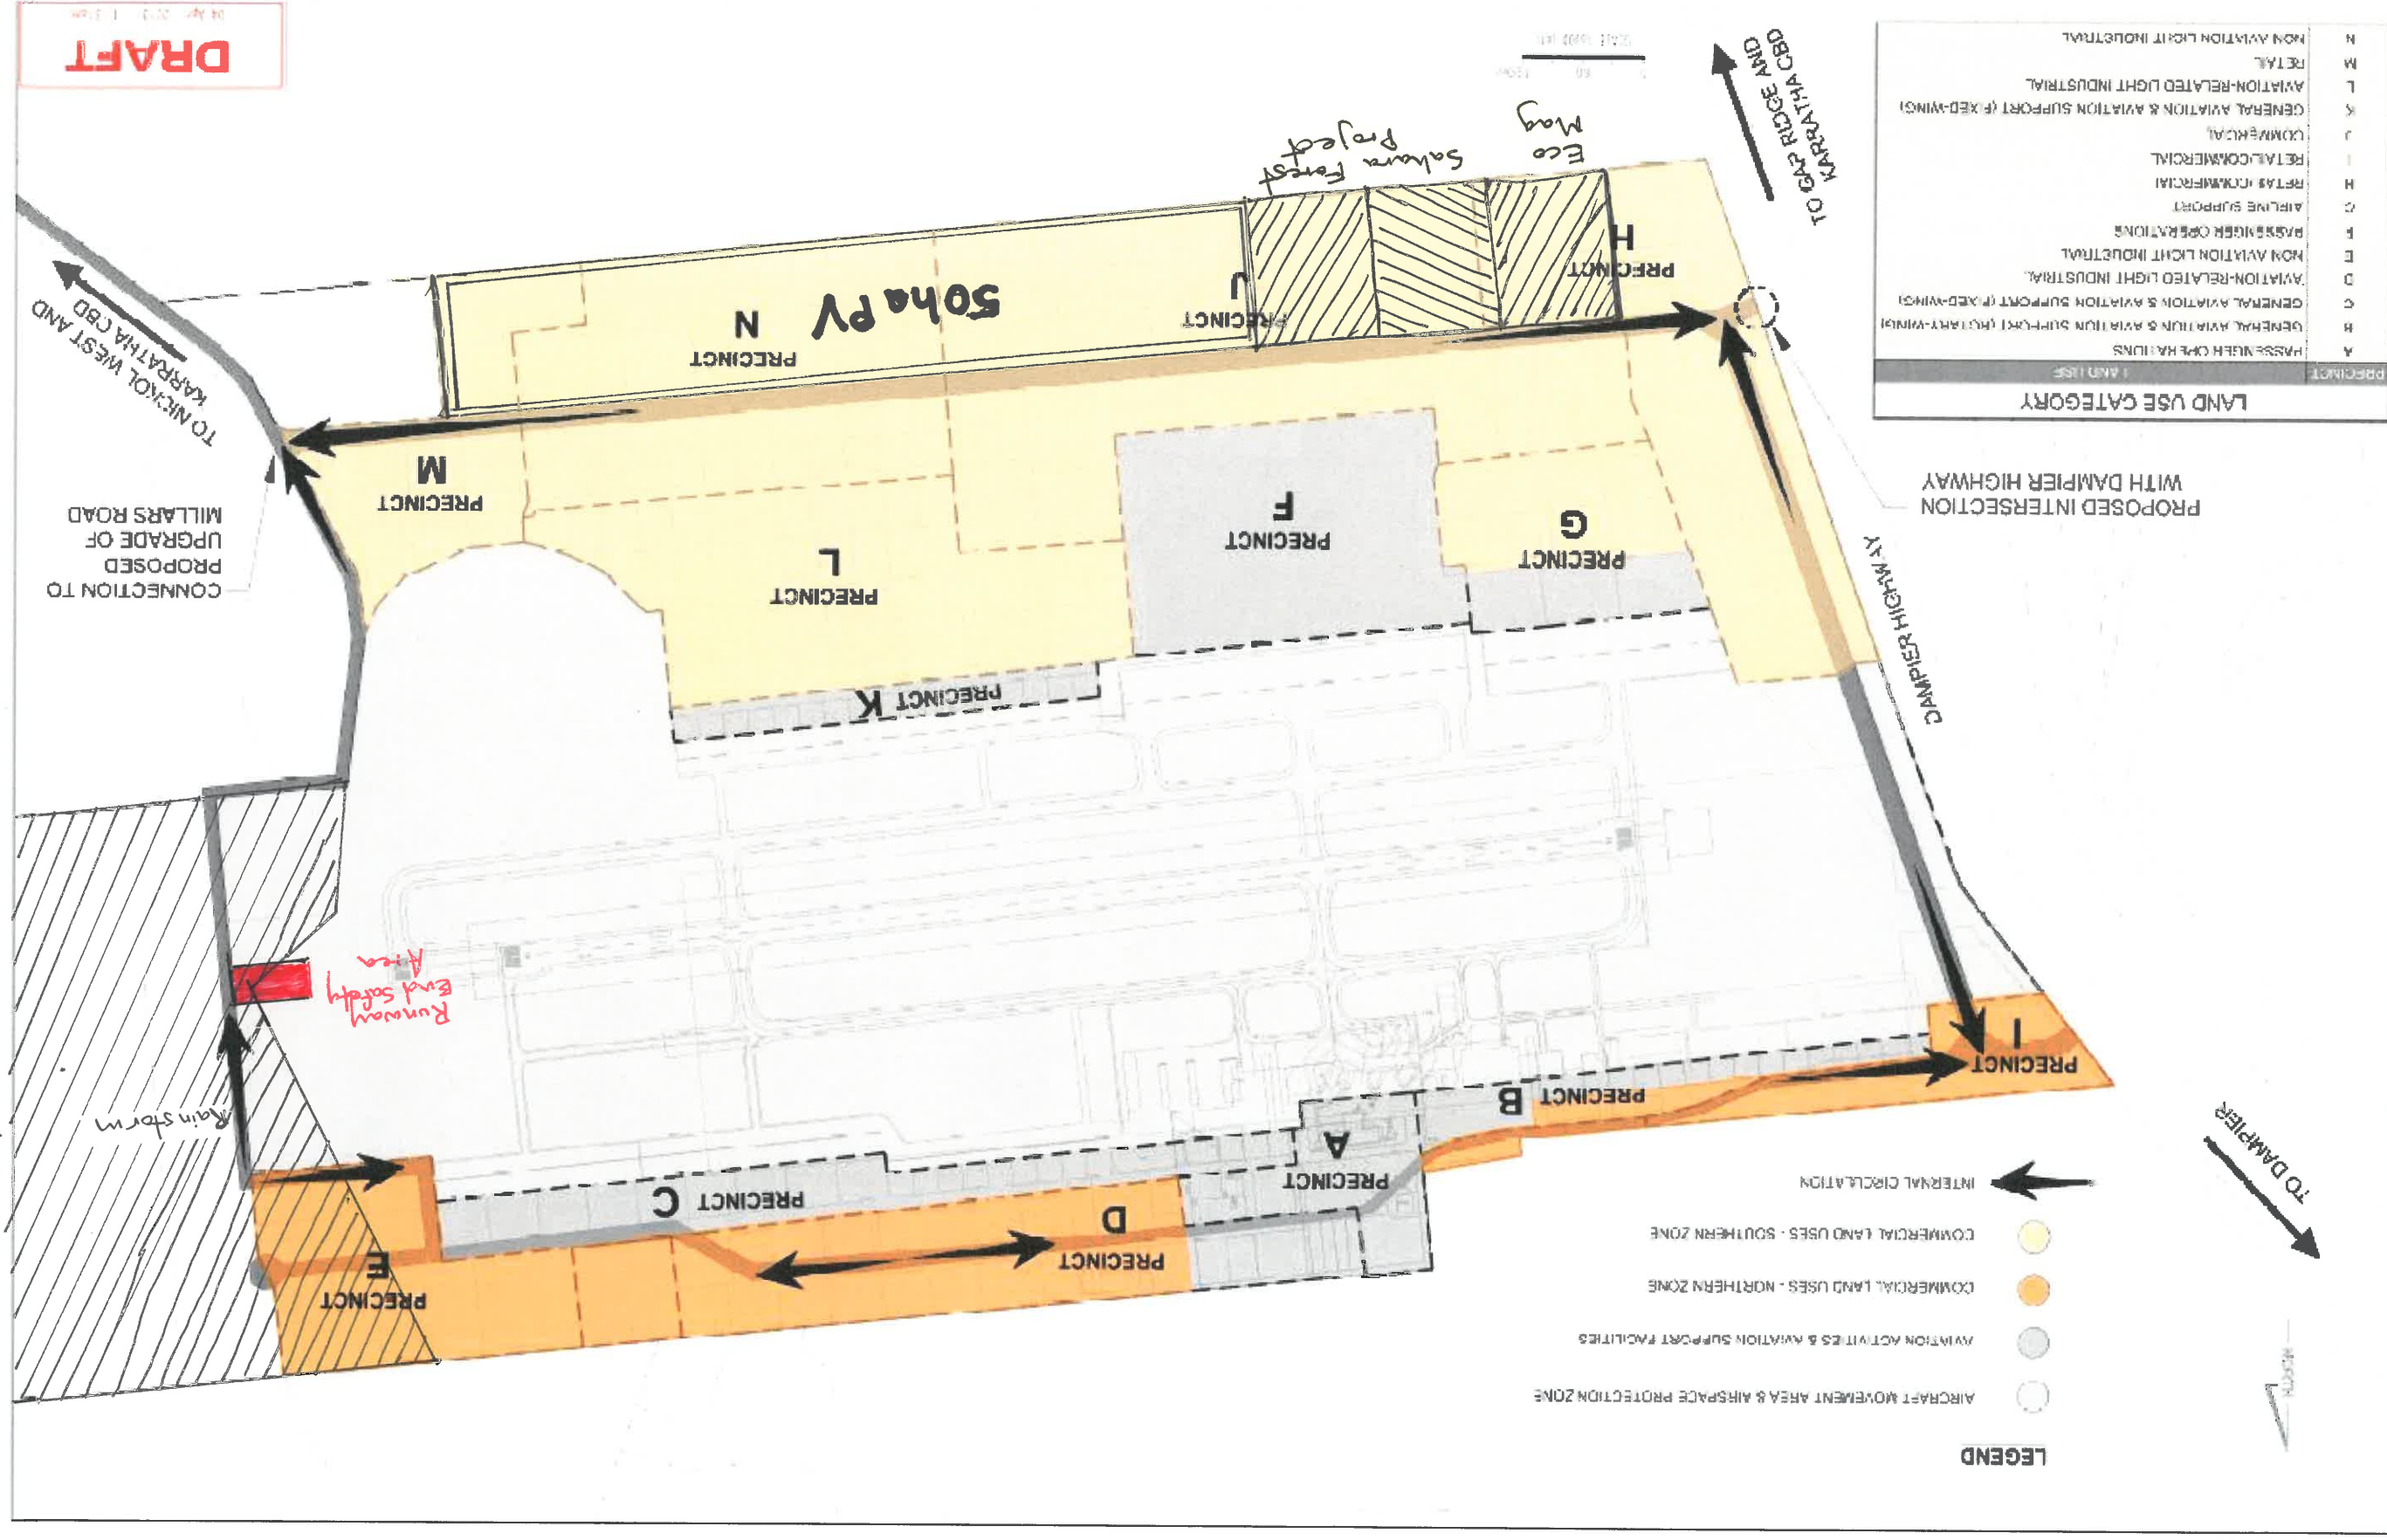 LEGEND
AIRCRAFT MOVEMENT AREA & AIRSPACE PROTECTION ZONE
AVIATION ACTIVITIES & AVIATION SUPPORT FACILITIES
COMMERCIAL LAND USES - NORTHERN ZONE
COMMERCIAL LAND USES - SOUTHERN ZONE
INTERNAL CIRCULATION
NORTH
TO DAMPIER
PRECINCT
E
PRECINCT
D
PRECINCT C
PRECINCT
A
PRECINCT B
PRECINCT
I
Rainstorm
Runway
End Safety
Area
DAMPIER HIGHWAY
PRECINCT K
PRECINCT
L
PRECINCT
F
PRECINCT
G
PRECINCT
M
CONNECTION TO
PROPOSED
UPGRADE OF
MILLARS ROAD
PROPOSED INTERSECTION
WITH DAMPIER HIGHWAY
PRECINCT
N
50ha PV
PRECINCT
J
PRECINCT
H
TO NICKOL WEST AND
KARRATHA CBD
TO GAP RIDGE AND
KARRATHA CBD
Eco
Mag
Sahara Forest
Project
LAND USE CATEGORY
PRECINCT LAND USE
A PASSENGER OPERATIONS
B GENERAL AVIATION & AVIATION SUPPORT (ROTARY-WING)
C GENERAL AVIATION & AVIATION SUPPORT (FIXED-WING)
D AVIATION-RELATED LIGHT INDUSTRIAL
E NON AVIATION LIGHT INDUSTRIAL
F PASSENGER OPERATIONS
G AIRLINE SUPPORT
H RETAIL/COMMERCIAL
I RETAIL/COMMERCIAL
J COMMERCIAL
K GENERAL AVIATION & AVIATION SUPPORT (FIXED-WING)
L AVIATION-RELATED LIGHT INDUSTRIAL
M RETAIL
N NON AVIATION LIGHT INDUSTRIAL
DRAFT